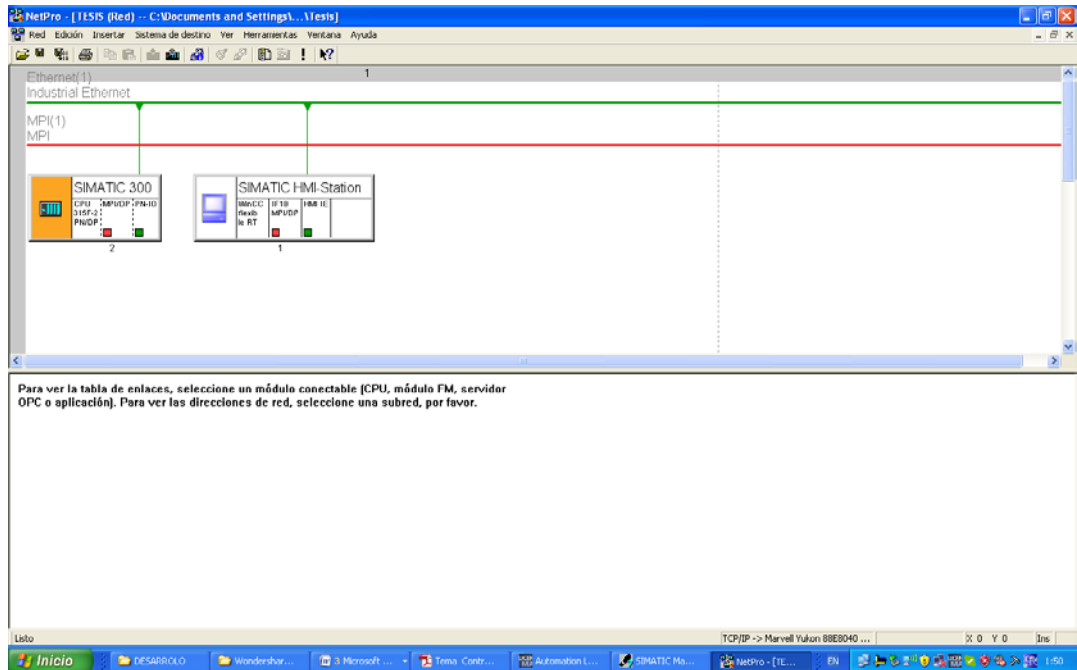 NetPro - [TESIS (Red) -- C:\Documents and Settings\...\Tesis]
Red Edición Insertar Sistema de destino Ver Herramientas Ventana Ayuda
1
Ethernet(1)
Industrial Ethernet
MPI(1)
MPI
SIMATIC 300
CPU 315F-2 PN/DP
MPI/DP
PN-IO
2
SIMATIC HMI-Station
WinCC flexible RT
IF1B MPI/DP
HMI IE
1
Para ver la tabla de enlaces, seleccione un módulo conectable (CPU, módulo FM, servidor
OPC o aplicación). Para ver las direcciones de red, seleccione una subred, por favor.
Listo
TCP/IP -> Marvell Yukon 88E8040 ...
X 0 Y 0
Ins
Inicio
DESARROLO
Wondershar...
3 Microsoft ...
Tema Contr...
Automation L...
SIMATIC Ma...
NetPro - [TE...
EN
1:50